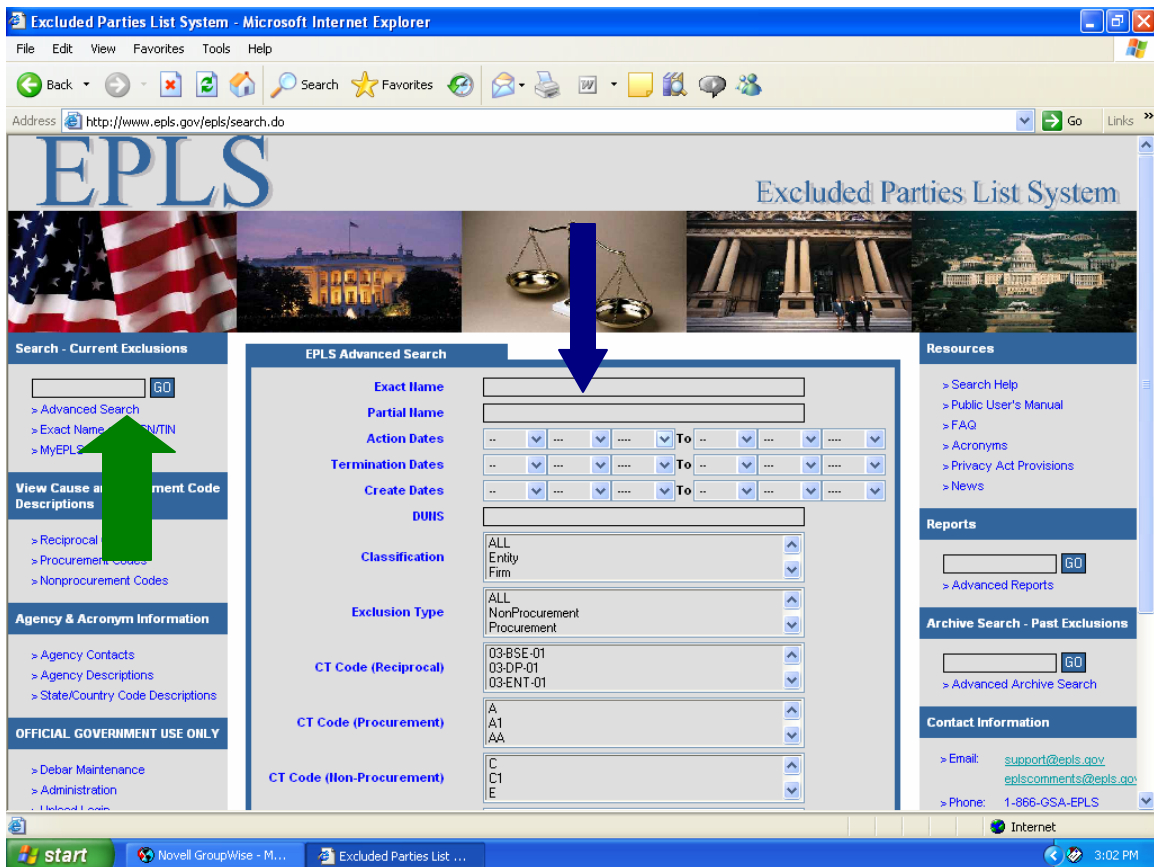 Excluded Parties List System - Microsoft Internet Explorer
File Edit View Favorites Tools Help
Back Search Favorites
Address http://www.epls.gov/epls/search.do Go Links »
EPLS
Excluded Parties List System
Search - Current Exclusions
GO
> Advanced Search
> Exact Name N/TIN
> MyEPLS
View Cause a ment Code
Descriptions
> Reciprocal
> Procurement Codes
> Nonprocurement Codes
Agency & Acronym Information
> Agency Contacts
> Agency Descriptions
> State/Country Code Descriptions
OFFICIAL GOVERNMENT USE ONLY
> Debar Maintenance
> Administration
> Upload Login
EPLS Advanced Search
Exact Name
Partial Name
Action Dates -- --- ---- To -- --- ----
Termination Dates -- --- ---- To -- --- ----
Create Dates -- --- ---- To -- --- ----
DUNS
Classification
ALL
Entity
Firm
Exclusion Type
ALL
NonProcurement
Procurement
CT Code (Reciprocal)
03-BSE-01
03-DP-01
03-ENT-01
CT Code (Procurement)
A
A1
AA
CT Code (Non-Procurement)
C
C1
E
Resources
> Search Help
> Public User's Manual
> FAQ
> Acronyms
> Privacy Act Provisions
> News
Reports
GO
> Advanced Reports
Archive Search - Past Exclusions
GO
> Advanced Archive Search
Contact Information
> Email: support@epls.gov
eplscomments@epls.gov
> Phone: 1-866-GSA-EPLS
Internet
start Novell GroupWise - M... Excluded Parties List ... 3:02 PM